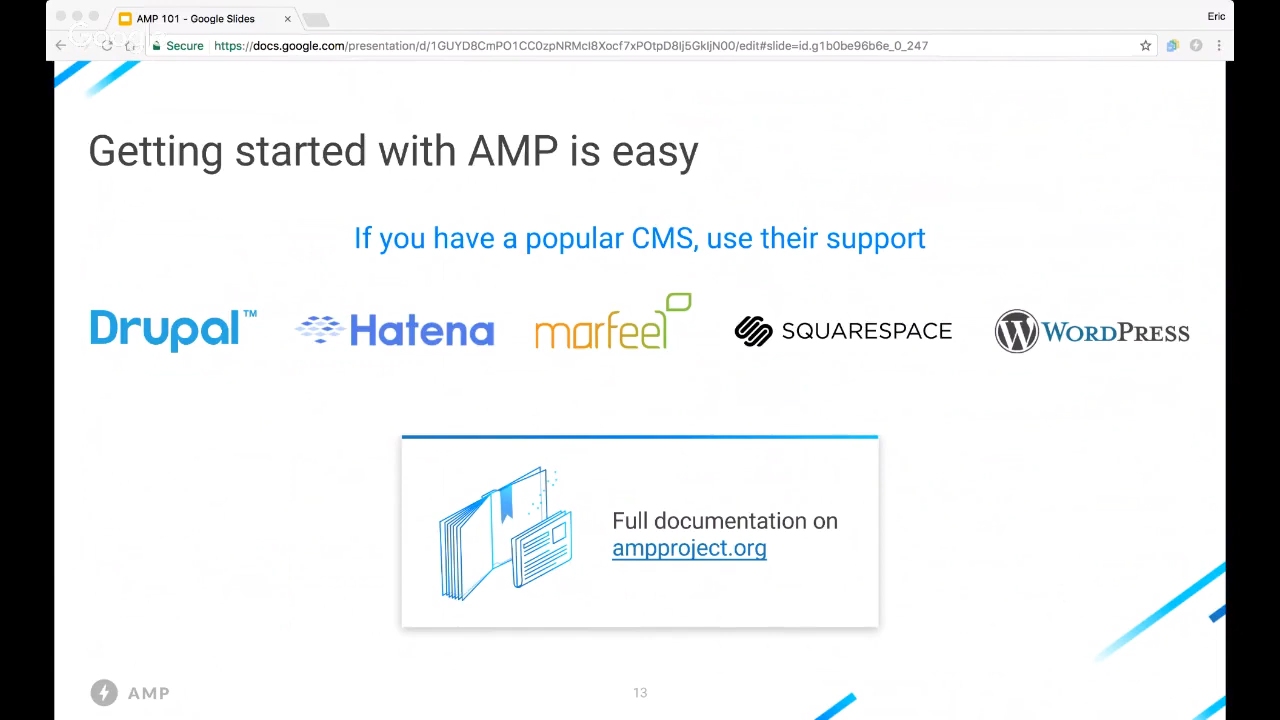 AMP 101 - Google Slides
Eric
Google
Secure https://docs.google.com/presentation/d/1GUYD8CmPO1CC0zpNRMcI8Xocf7xPOtpD8Ij5GkIjN00/edit#slide=id.g1b0be96b6e_0_247
Getting started with AMP is easy
If you have a popular CMS, use their support
Drupal™
Hatena
marfeel
SQUARESPACE
WORDPRESS
Full documentation on
ampproject.org
AMP
13